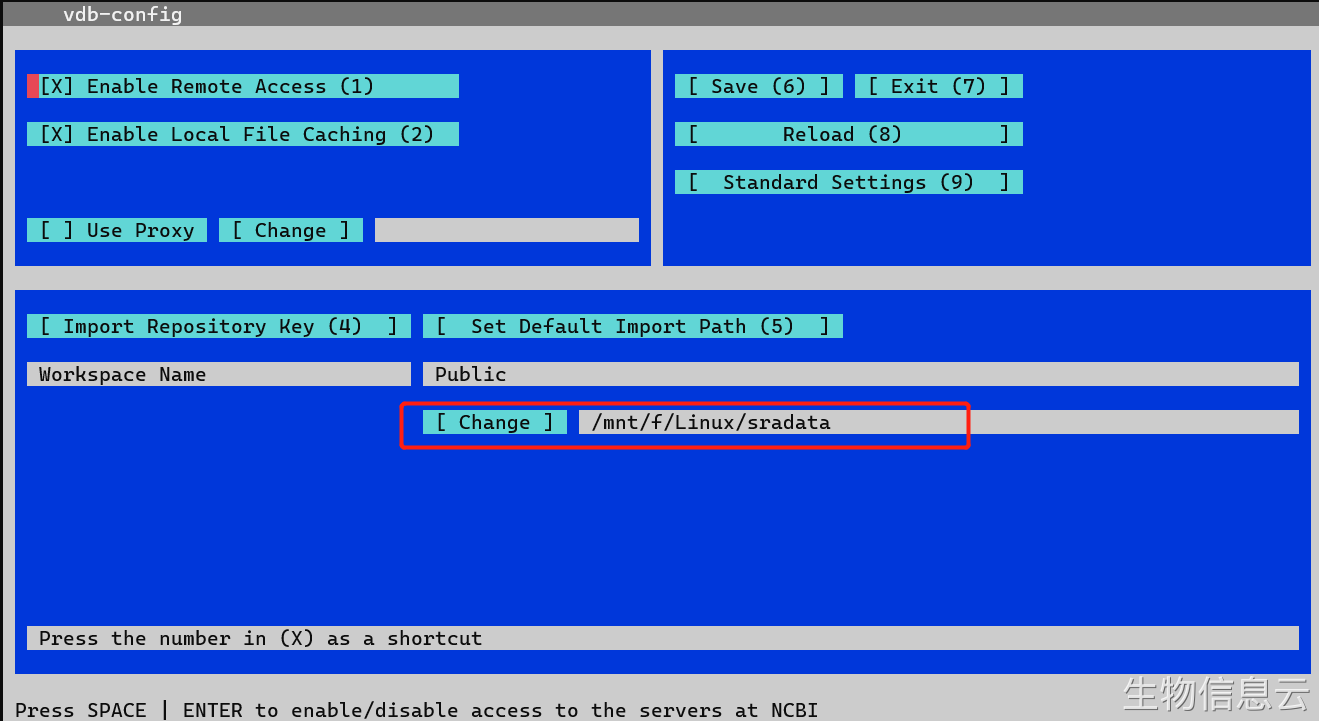 vdb-config
[X] Enable Remote Access (1)
[ Save (6) ] [ Exit (7) ]
[X] Enable Local File Caching (2)
[ Reload (8) ]
[ Standard Settings (9) ]
[ ] Use Proxy [ Change ]
[ Import Repository Key (4) ] [ Set Default Import Path (5) ]
Workspace Name Public
[ Change ] /mnt/f/Linux/sradata
Press the number in (X) as a shortcut
生物信息云
Press SPACE | ENTER to enable/disable access to the servers at NCBI